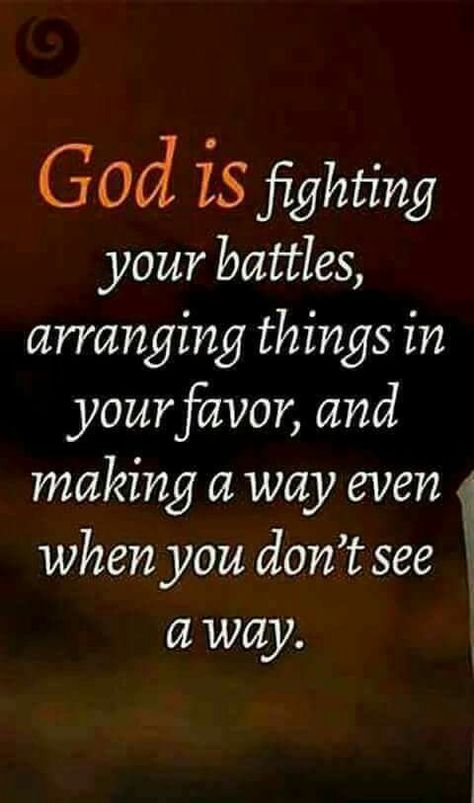 God is fighting
your battles,
arranging things in
your favor, and
making a way even
when you don't see
a way.